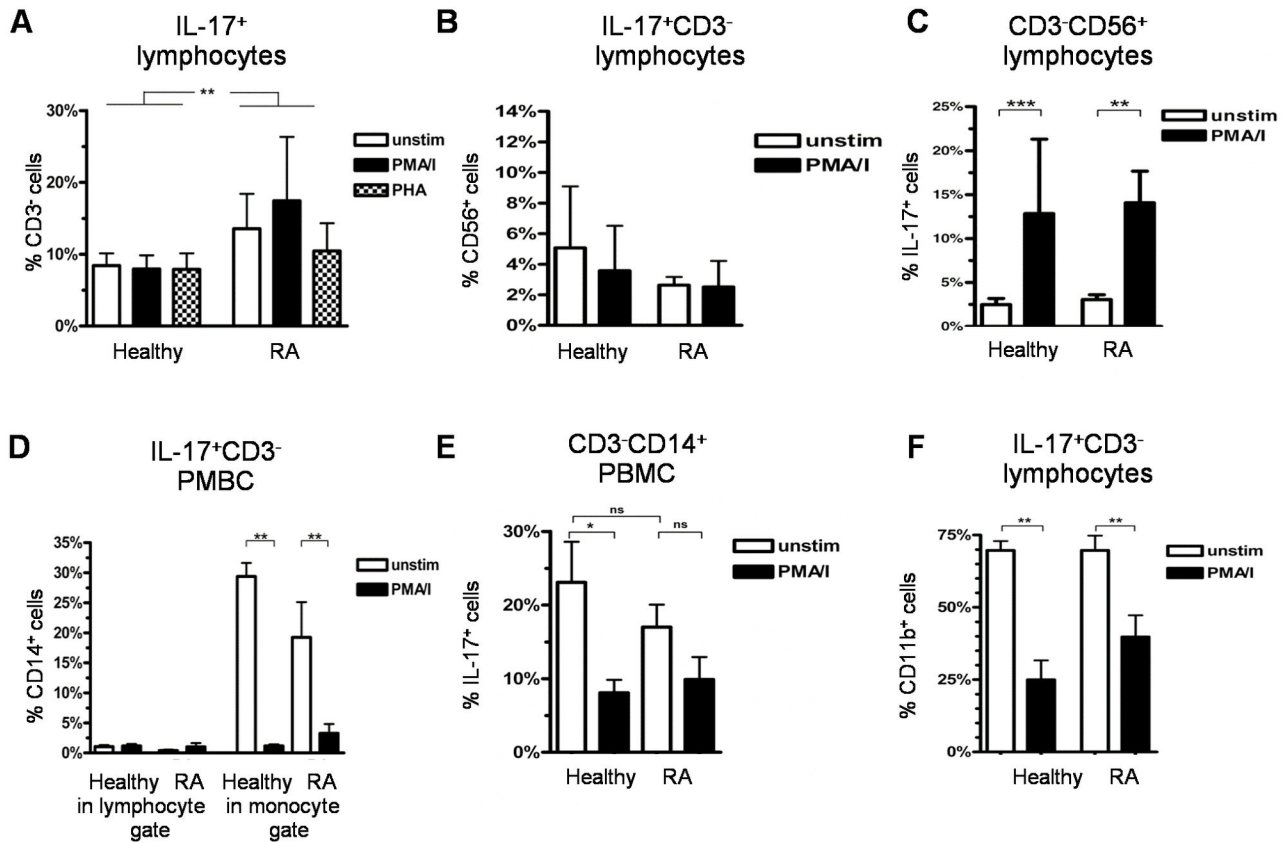 A
IL-17⁺
lymphocytes
**
30%
20%
10%
0%
% CD3⁻ cells
unstim
PMA/I
PHA
Healthy
RA
B
IL-17⁺CD3⁻
lymphocytes
14%
12%
10%
8%
6%
4%
2%
0%
% CD56⁺ cells
unstim
PMA/I
Healthy
RA
C
CD3⁻CD56⁺
lymphocytes
***
**
25%
20%
15%
10%
5%
0%
% IL-17⁺ cells
unstim
PMA/I
Healthy
RA
D
IL-17⁺CD3⁻
PMBC
**
**
35%
30%
25%
20%
15%
10%
5%
0%
% CD14⁺ cells
unstim
PMA/I
Healthy RA
in lymphocyte
gate
Healthy RA
in monocyte
gate
E
CD3⁻CD14⁺
PBMC
ns
*
ns
30%
20%
10%
0%
% IL-17⁺ cells
unstim
PMA/I
Healthy
RA
F
IL-17⁺CD3⁻
lymphocytes
**
**
75%
50%
25%
0%
% CD11b⁺ cells
unstim
PMA/I
Healthy
RA